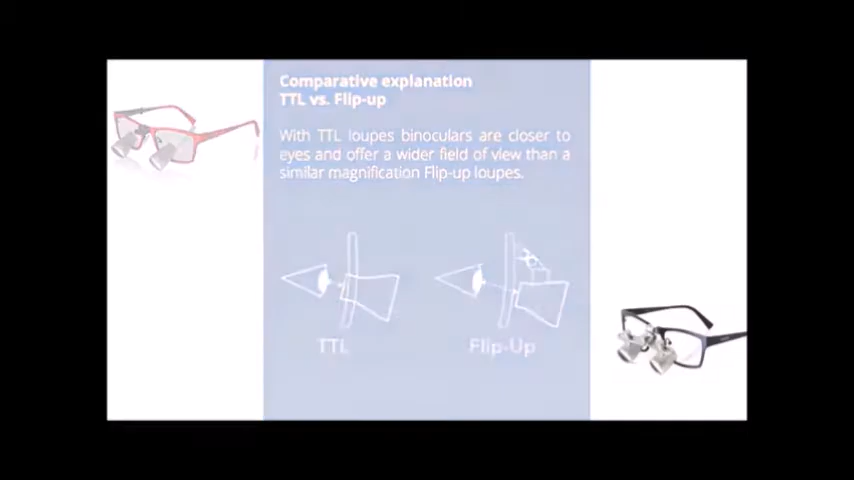 Comparative explanation
TTL vs. Flip-up
With TTL loupes binoculars are closer to
eyes and offer a wider field of view than a
similar magnification Flip-up loupes.
TTL
Flip-Up